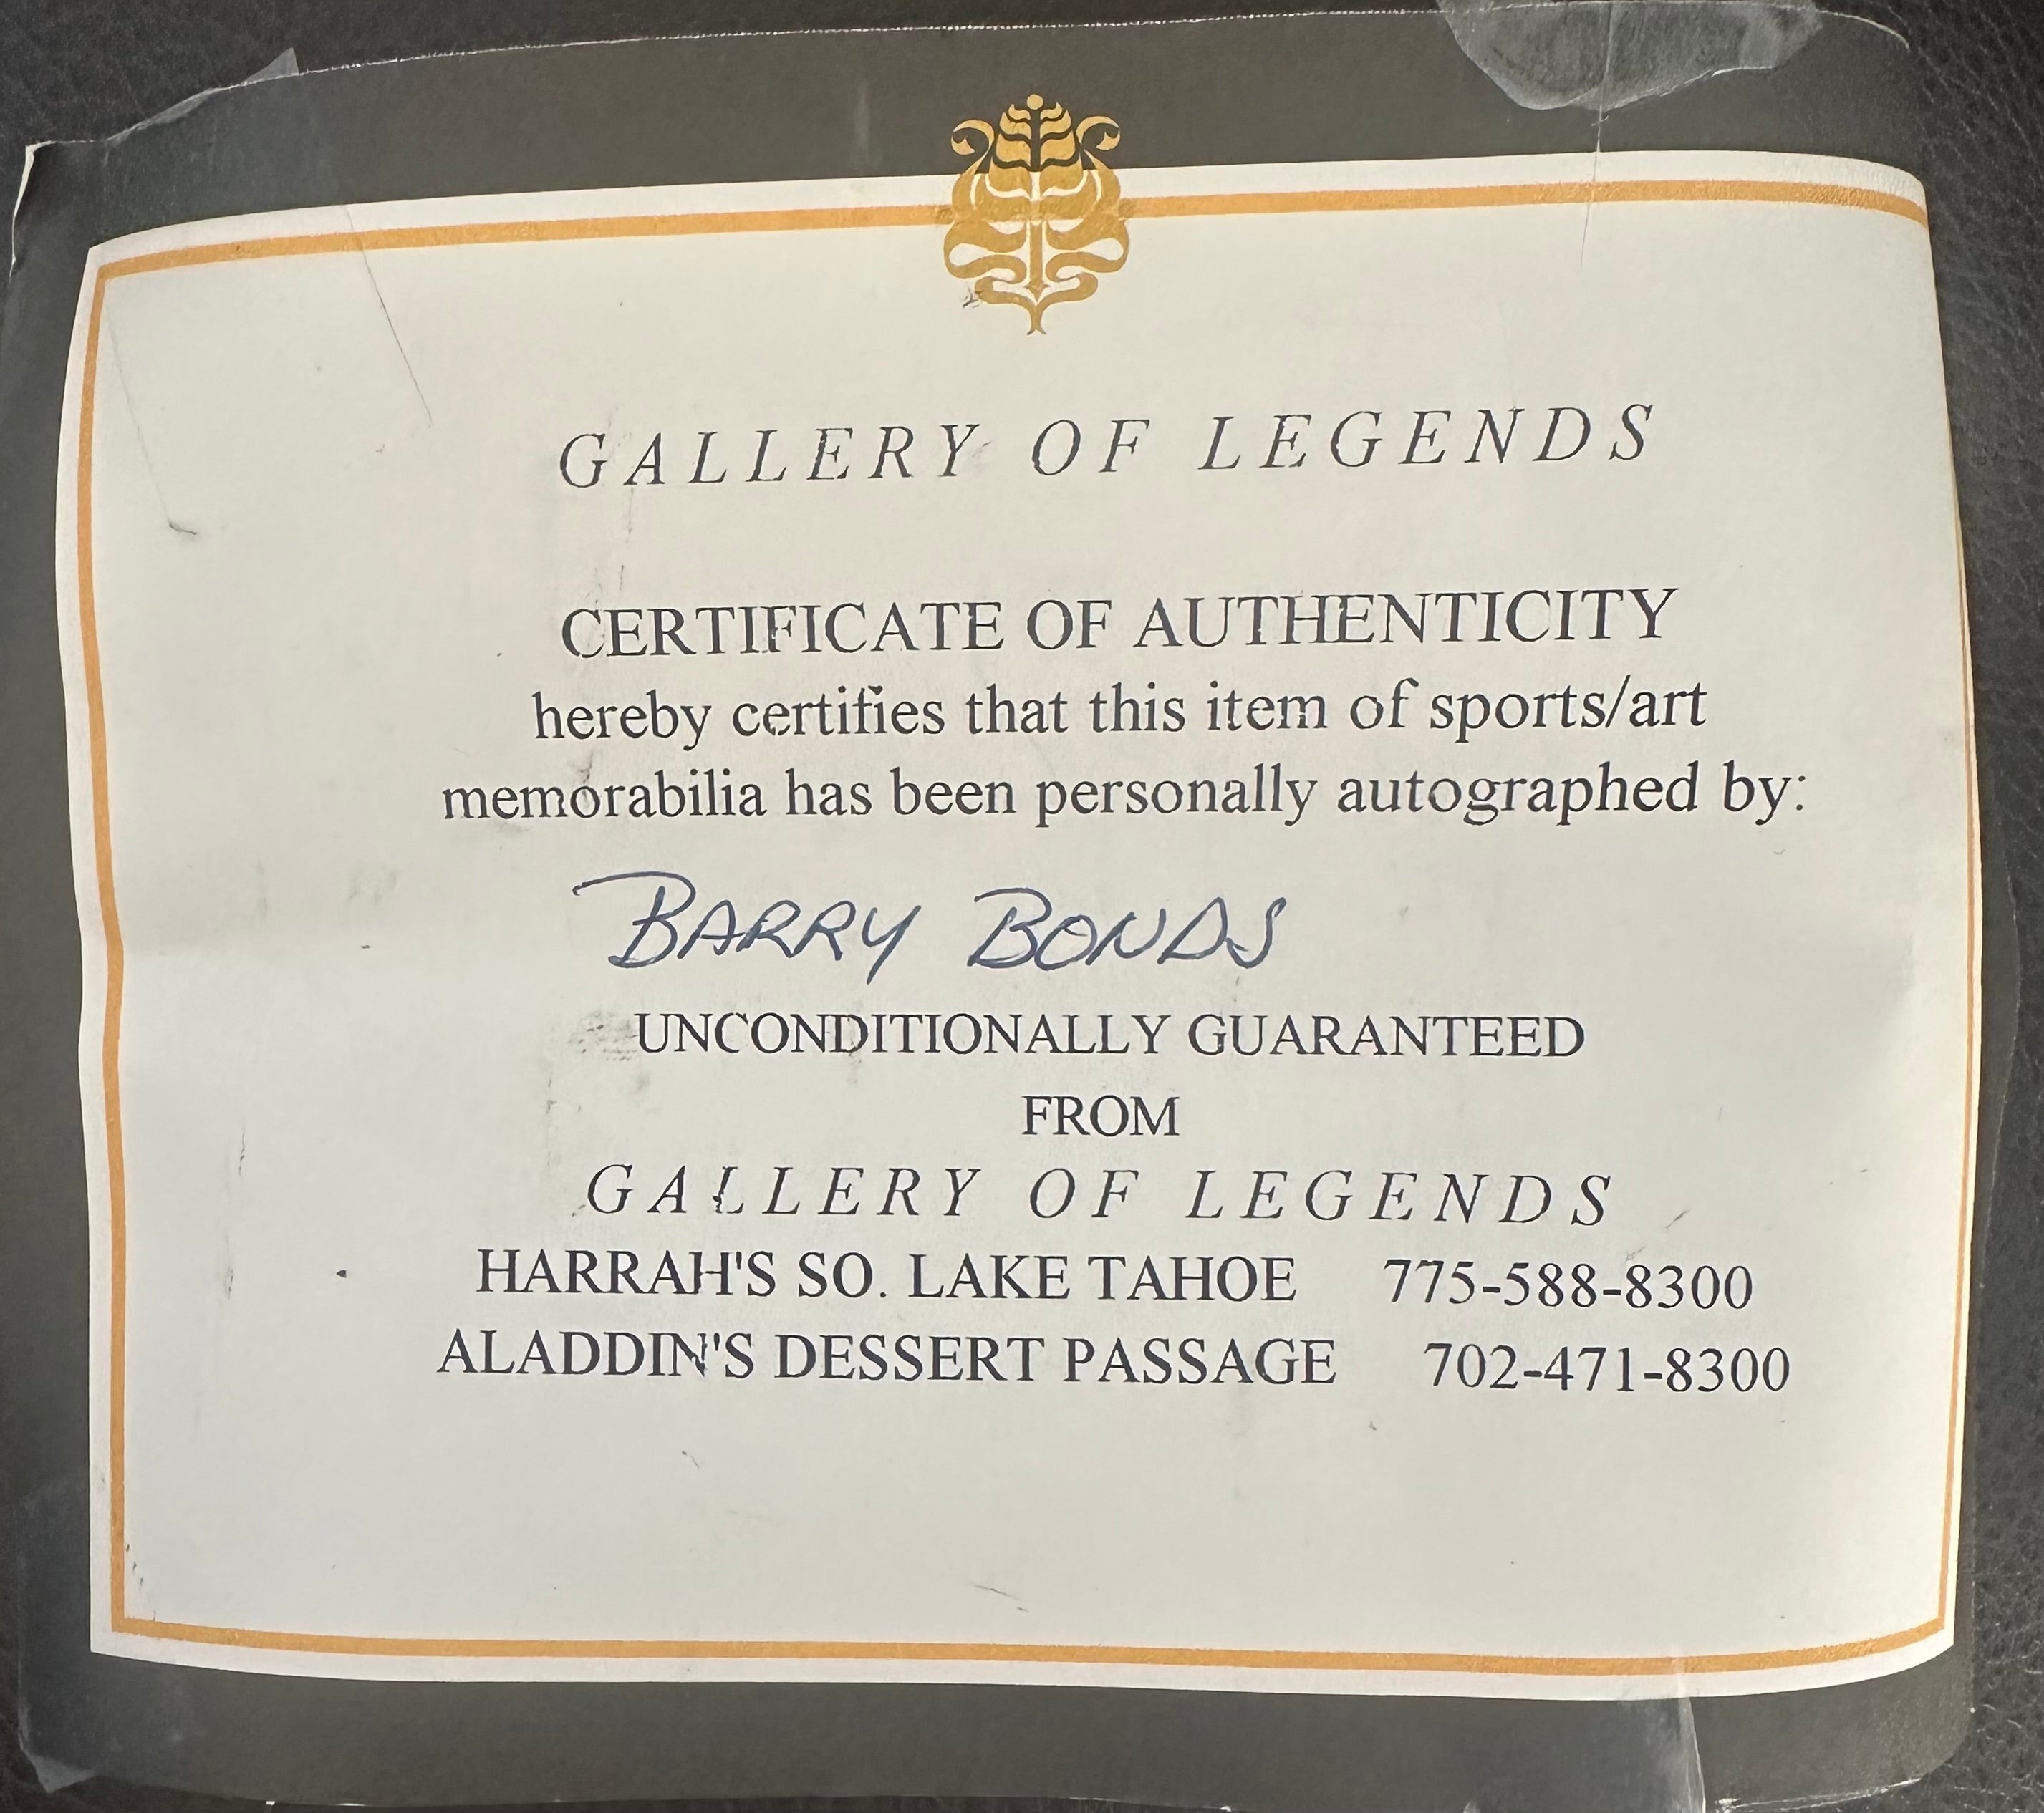 GALLERY OF LEGENDS
CERTIFICATE OF AUTHENTICITY
hereby certifies that this item of sports/art
memorabilia has been personally autographed by:
BARRY BONDS
UNCONDITIONALLY GUARANTEED
FROM
GALLERY OF LEGENDS
HARRAH'S SO. LAKE TAHOE 775-588-8300
ALADDIN'S DESSERT PASSAGE 702-471-8300